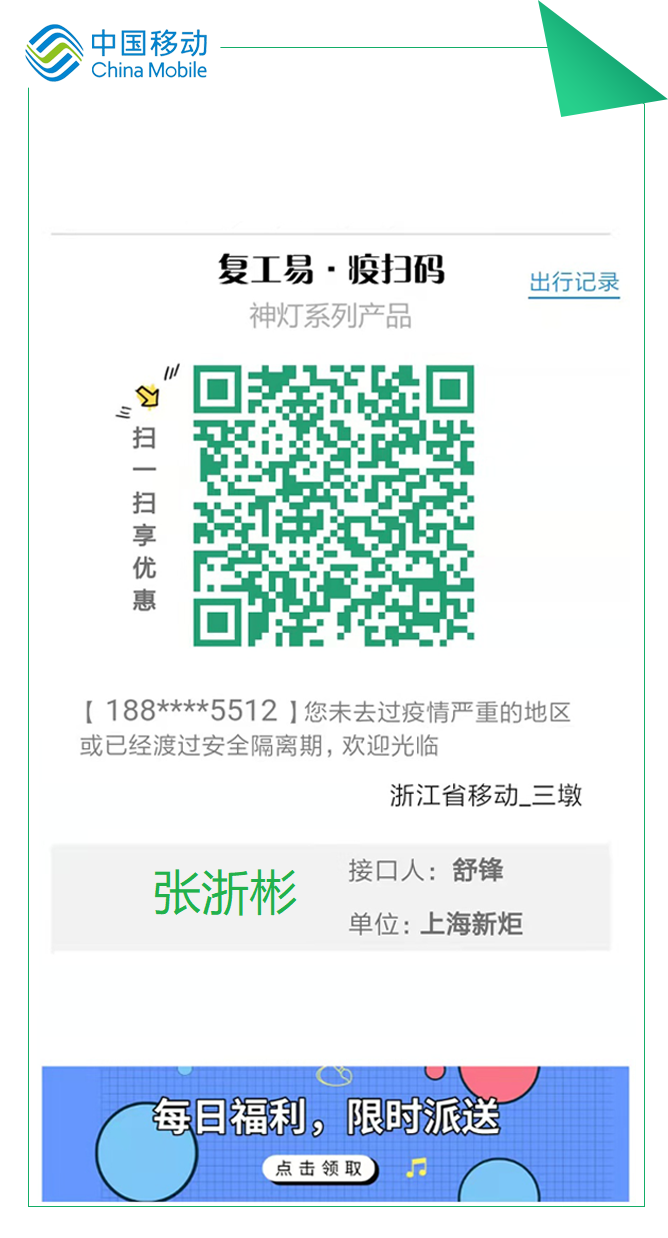 中国移动
China Mobile
复工易·疫扫码
出行记录
神灯系列产品
扫一扫享优惠
【 188****5512 】您未去过疫情严重的地区
或已经渡过安全隔离期，欢迎光临
浙江省移动_三墩
张浙彬
接口人：舒锋
单位：上海新炬
每日福利，限时派送
点击领取